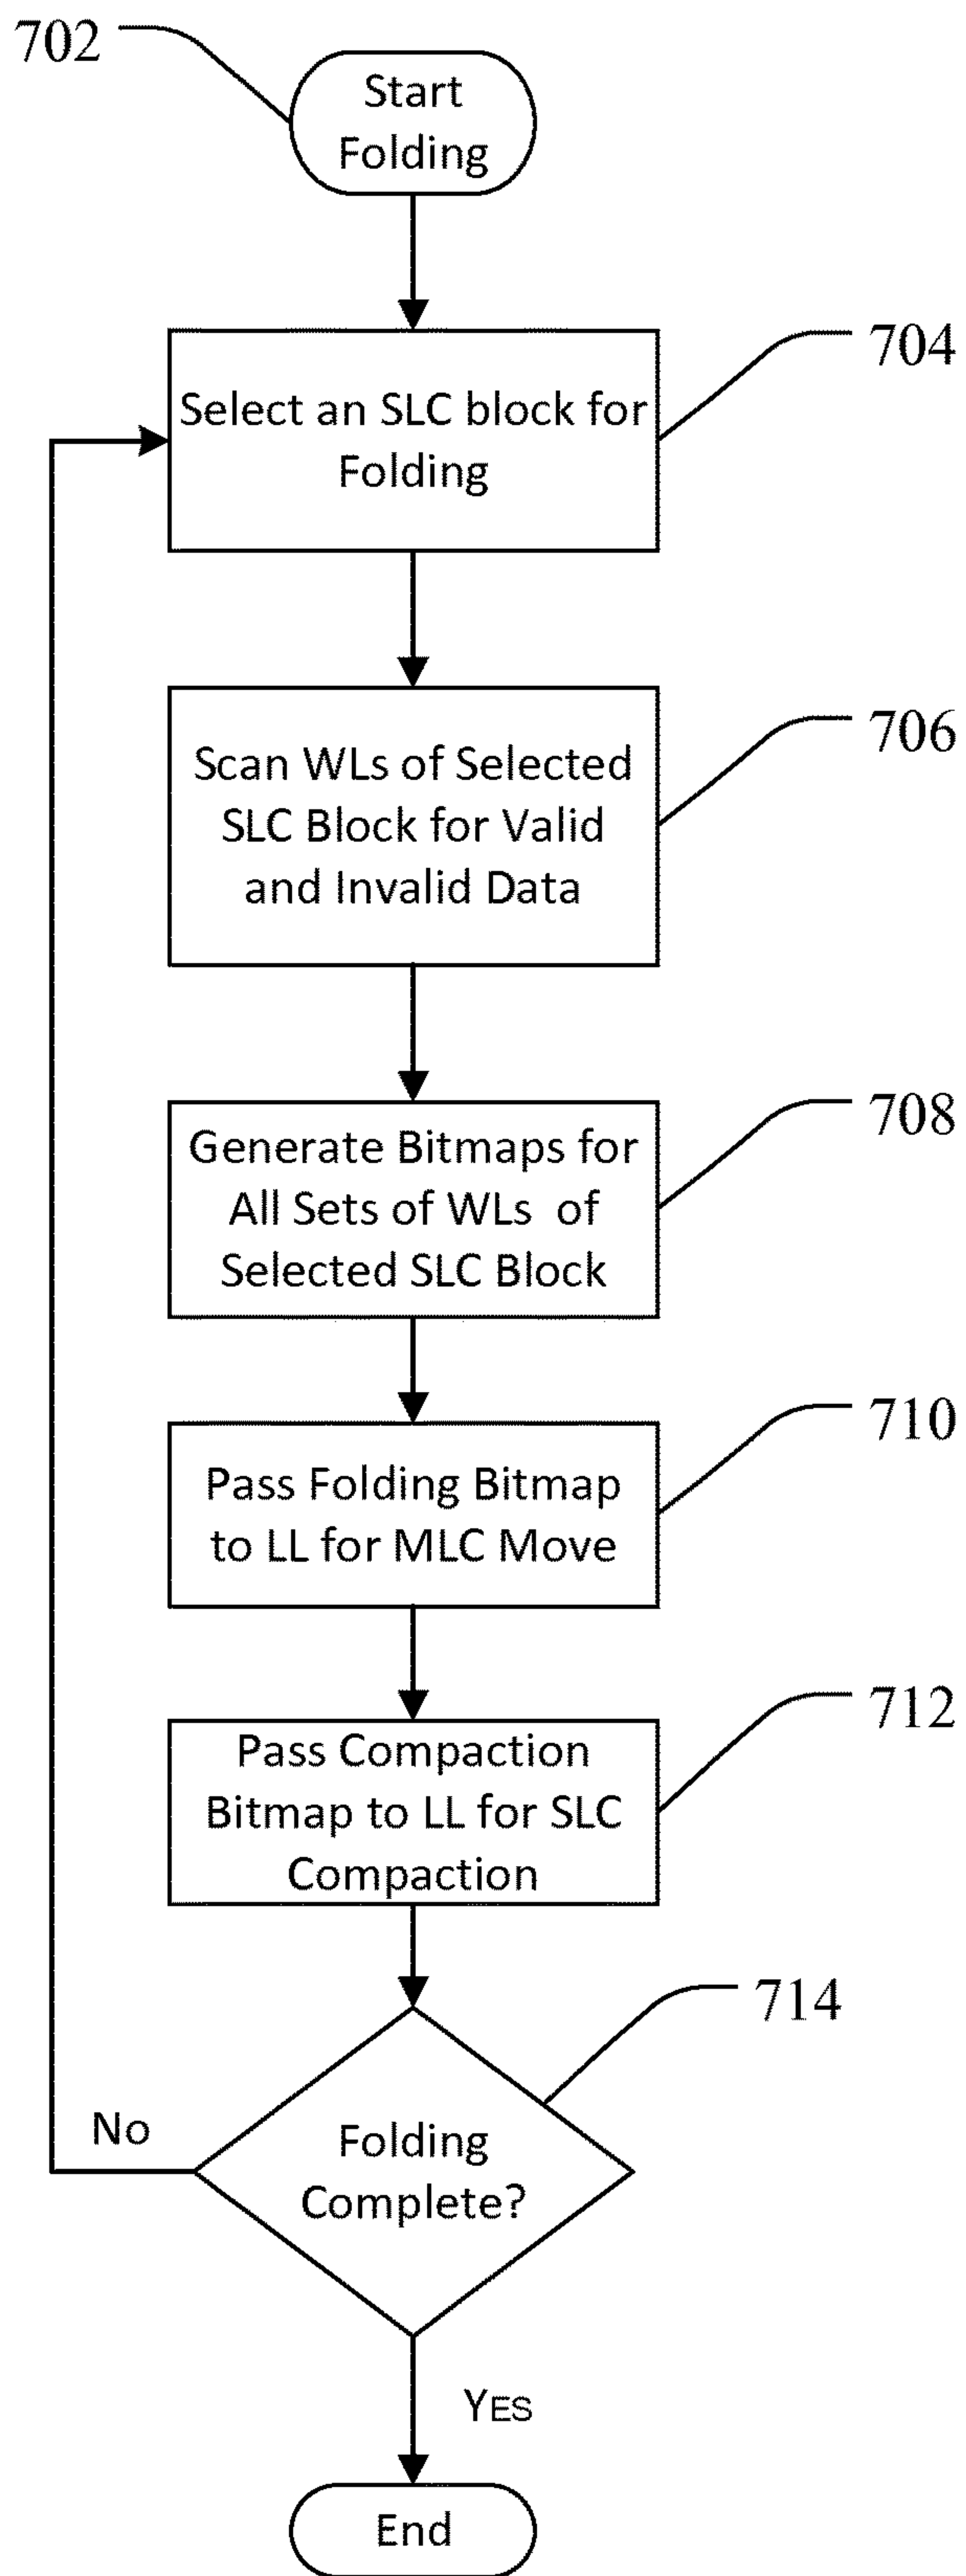 702
Start
Folding
704
Select an SLC block for
Folding
706
Scan WLs of Selected
SLC Block for Valid
and Invalid Data
708
Generate Bitmaps for
All Sets of WLs of
Selected SLC Block
710
Pass Folding Bitmap
to LL for MLC Move
712
Pass Compaction
Bitmap to LL for SLC
Compaction
714
Folding
Complete?
No
YES
End